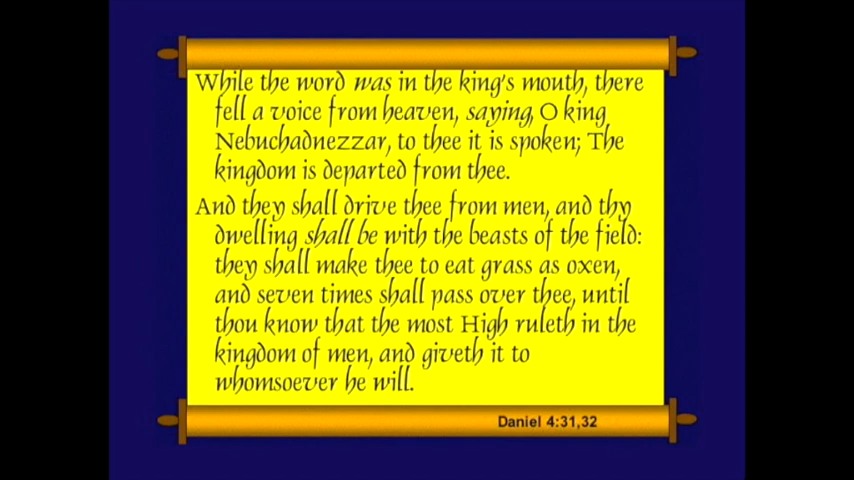 While the word was in the king's mouth, there
fell a voice from heaven, saying, O king
Nebuchadnezzar, to thee it is spoken; The
kingdom is departed from thee.
And they shall drive thee from men, and thy
dwelling shall be with the beasts of the field:
they shall make thee to eat grass as oxen,
and seven times shall pass over thee, until
thou know that the most High ruleth in the
kingdom of men, and giveth it to
whomsoever he will.
Daniel 4:31,32